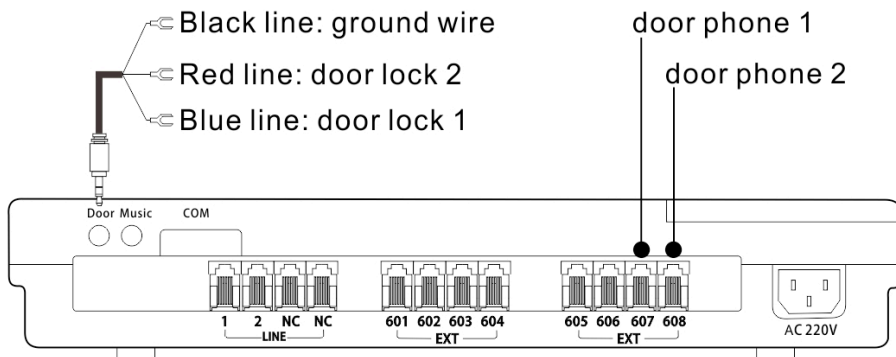 Black line: ground wire
door phone 1
Red line: door lock 2
door phone 2
Blue line: door lock 1
Door Music COM
1 2 NC NC
LINE
601 602 603 604
EXT
605 606 607 608
EXT
AC 220V